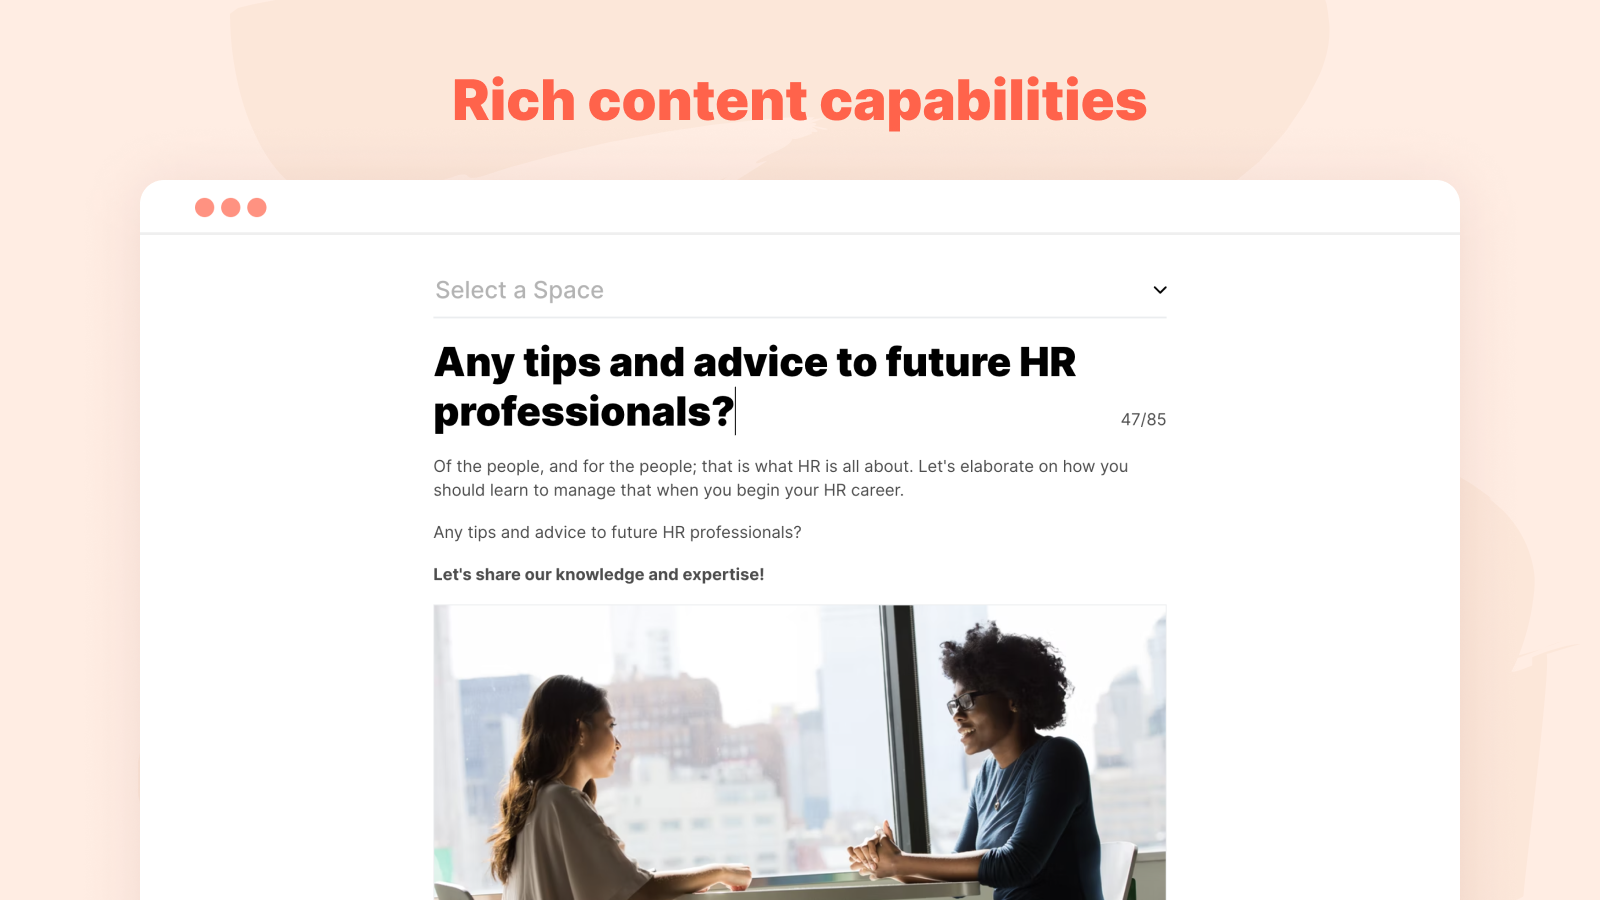 Rich content capabilities
Select a Space
Any tips and advice to future HR
professionals?
47/85
Of the people, and for the people; that is what HR is all about. Let's elaborate on how you
should learn to manage that when you begin your HR career.
Any tips and advice to future HR professionals?
Let's share our knowledge and expertise!